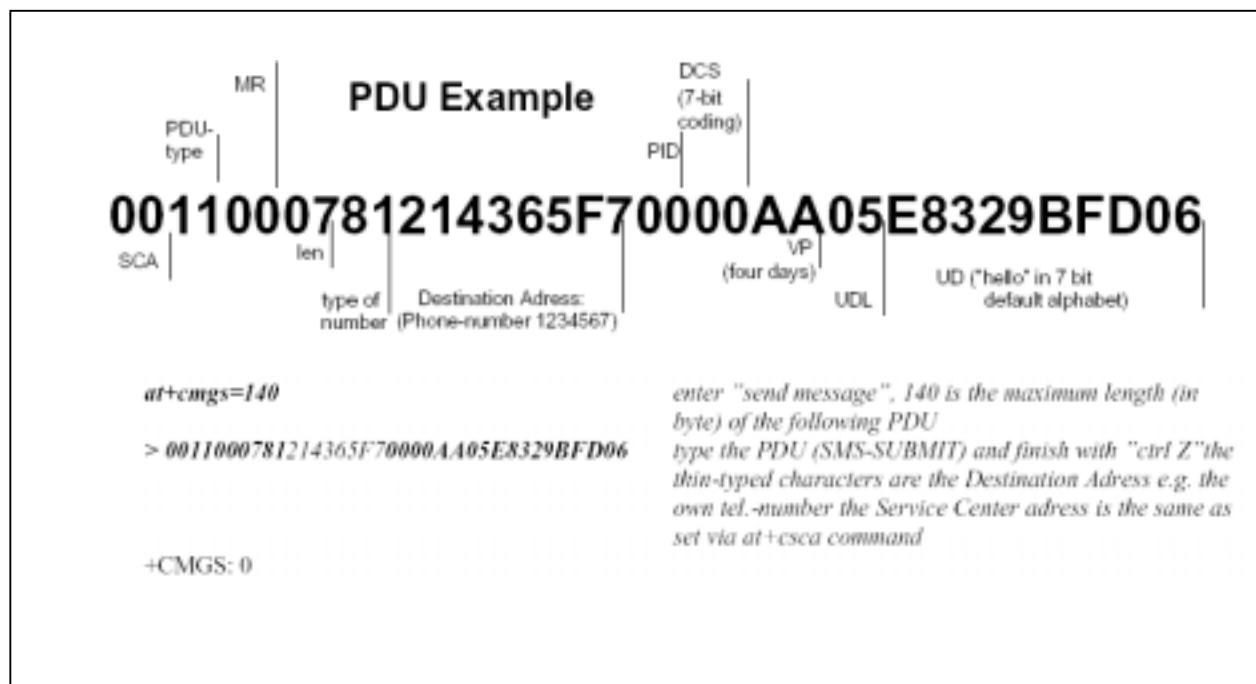 MR
PDU Example
DCS
(7-bit
coding)
PDU-
type
PID
0011000781214365F70000AA05E8329BFD06
SCA
len
type of
number
Destination Adress:
(Phone-number 1234567)
VP
(four days)
UDL
UD ("hello" in 7 bit
default alphabet)
at+cmgs=140
enter "send message", 140 is the maximum length (in
byte) of the following PDU
> 0011000781214365F70000AA05E8329BFD06
type the PDU (SMS-SUBMIT) and finish with "ctrl Z"the
thin-typed characters are the Destination Adress e.g. the
own tel.-number the Service Center adress is the same as
set via at+csca command
+CMGS: 0